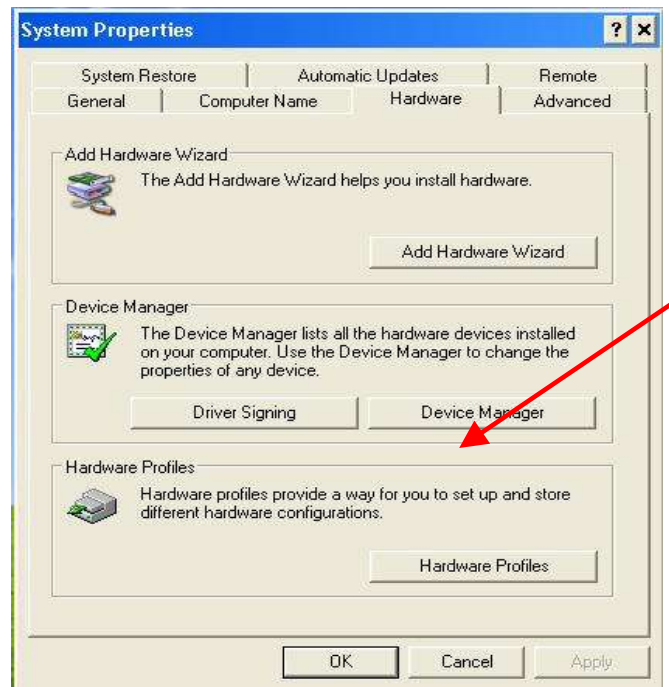 System Properties
? ×
System Restore Automatic Updates Remote
General Computer Name Hardware Advanced
Add Hardware Wizard
The Add Hardware Wizard helps you install hardware.
Add Hardware Wizard
Device Manager
The Device Manager lists all the hardware devices installed
on your computer. Use the Device Manager to change the
properties of any device.
Driver Signing Device Manager
Hardware Profiles
Hardware profiles provide a way for you to set up and store
different hardware configurations.
Hardware Profiles
OK Cancel Apply